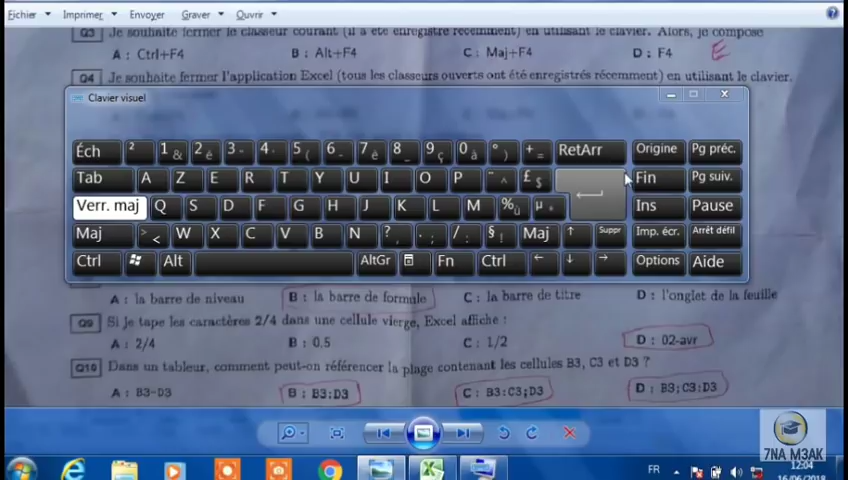 Fichier Imprimer Envoyer Graver Ouvrir
Q3 Je souhaite fermer le classeur courant (il a été enregistré récemment) en utilisant le clavier. Alors, je compose
A : Ctrl+F4 B : Alt+F4 C : Maj+F4 D : F4 E
Q4 Je souhaite fermer l'application Excel (tous les classeurs ouverts ont été enregistrés récemment) en utilisant le clavier.
Clavier visuel
Éch ² 1 & 2 é 3 " 4 ' 5 ( 6 - 7 è 8 _ 9 ç 0 à ° ) + = RetArr Origine Pg préc.
Tab A Z E R T Y U I O P ¨ ^ £ $ Fin Pg suiv.
Verr. maj Q S D F G H J K L M % ù µ * Ins Pause
Maj > < W X C V B N ? , . ; / : § ! Maj ↑ Suppr Imp. écr. Arrêt défil
Ctrl Alt AltGr Fn Ctrl ← ↓ → Options Aide
A : la barre de niveau B : la barre de formule C : la barre de titre D : l'onglet de la feuille
Q9 Si je tape les caractères 2/4 dans une cellule vierge, Excel affiche :
A : 2/4 B : 0.5 C : 1/2 D : 02-avr
Q10 Dans un tableur, comment peut-on référencer la plage contenant les cellules B3, C3 et D3 ?
A : B3-D3 B : B3:D3 C : B3:C3;D3 D : B3;C3:D3
7NA M3AK
FR 12:04
16/06/2018